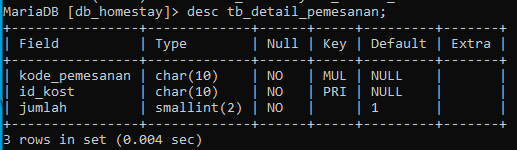 MariaDB [db_homestay]> desc tb_detail_pemesanan;
+----------------+-------------+------+-----+---------+-------+
| Field          | Type        | Null | Key | Default | Extra |
+----------------+-------------+------+-----+---------+-------+
| kode_pemesanan | char(10)    | NO   | MUL | NULL    |       |
| id_kost        | char(10)    | NO   | PRI | NULL    |       |
| jumlah         | smallint(2) | NO   |     | 1       |       |
+----------------+-------------+------+-----+---------+-------+
3 rows in set (0.004 sec)